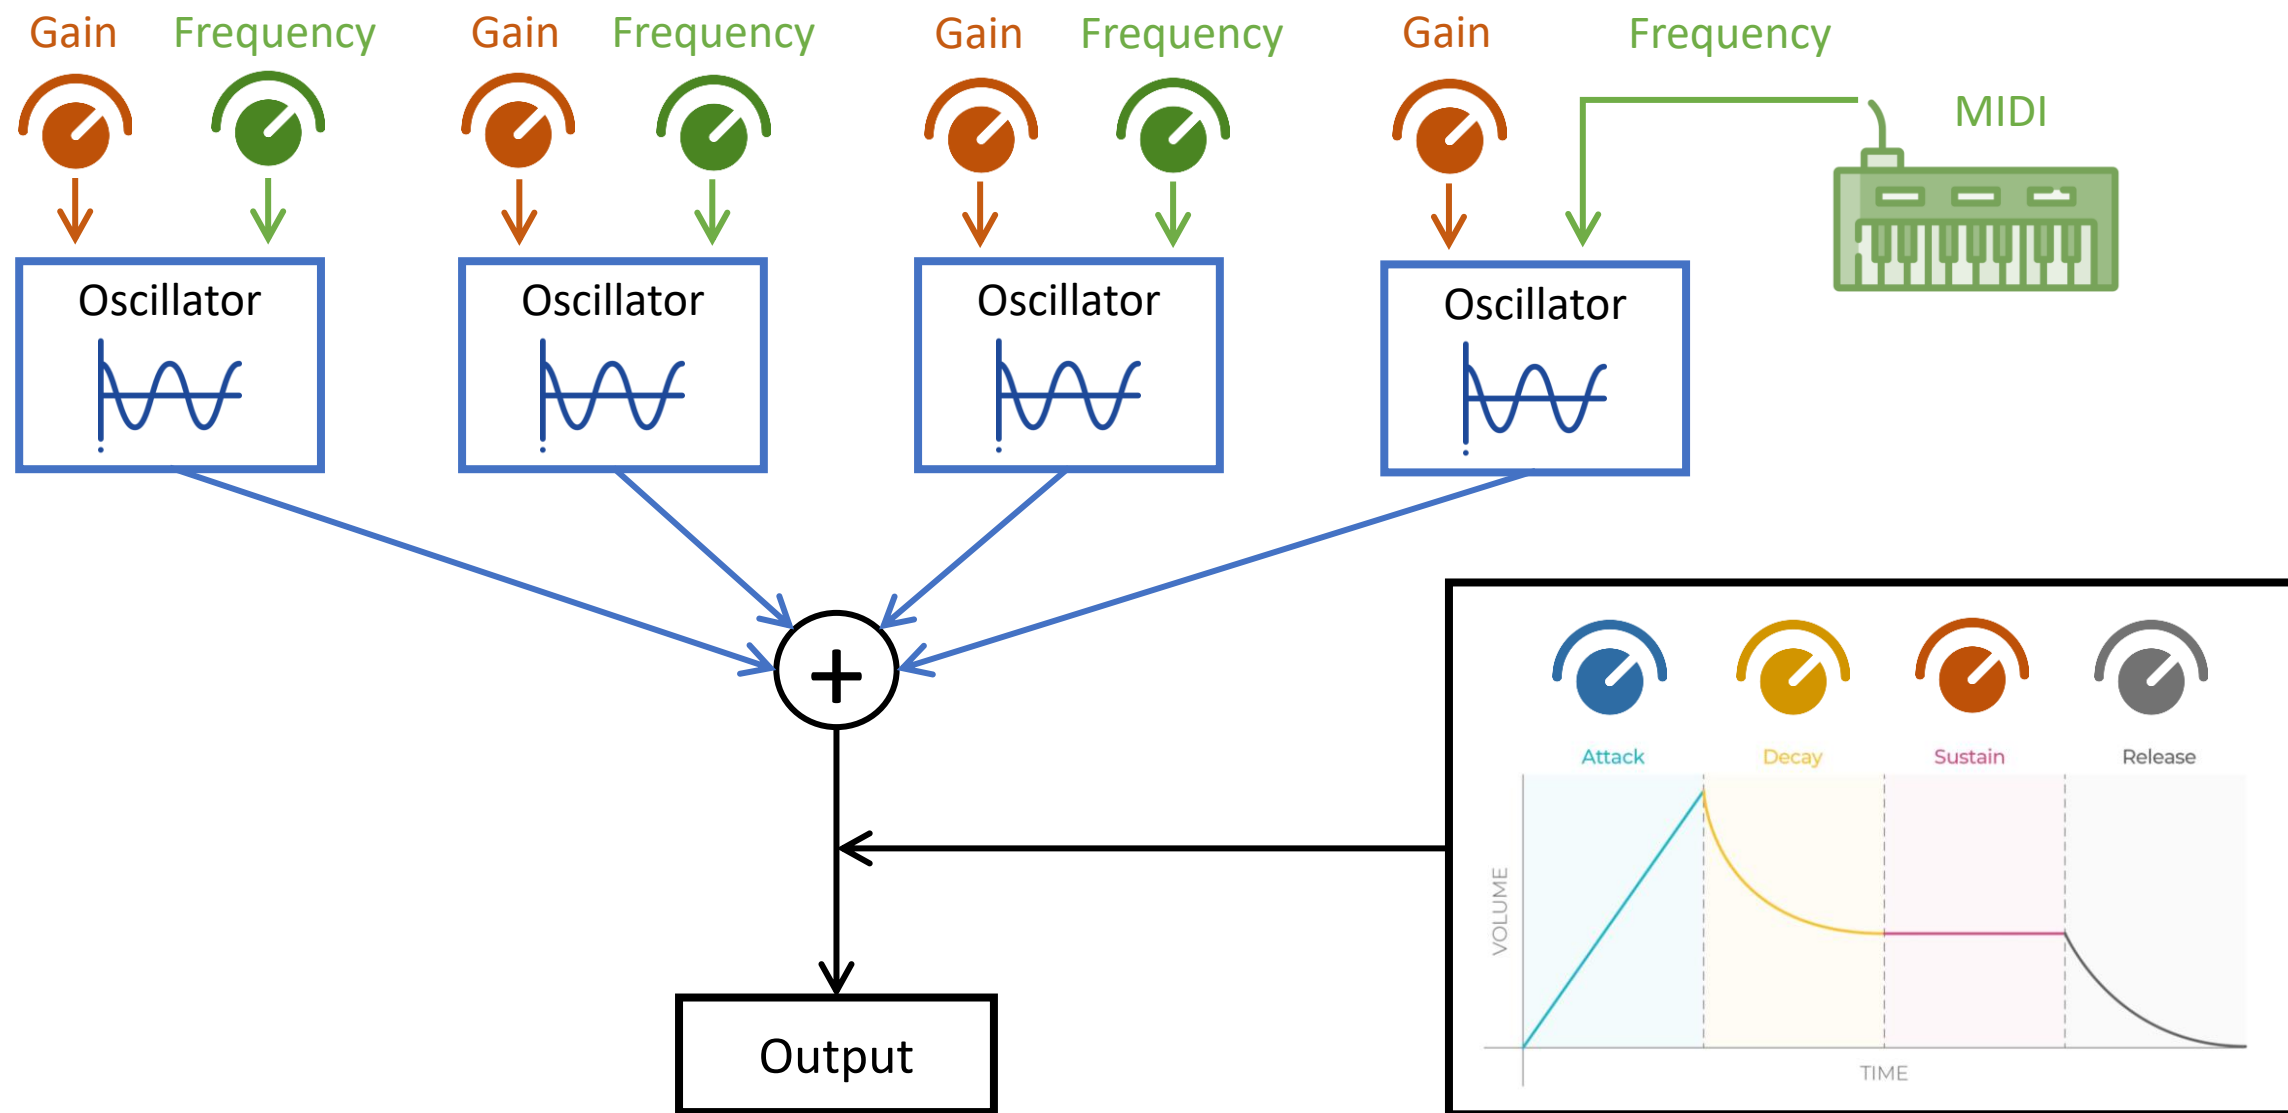 Gain Frequency Gain Frequency Gain Frequency Gain Frequency
MIDI
Oscillator Oscillator Oscillator Oscillator
+
Attack Decay Sustain Release
VOLUME
TIME
Output